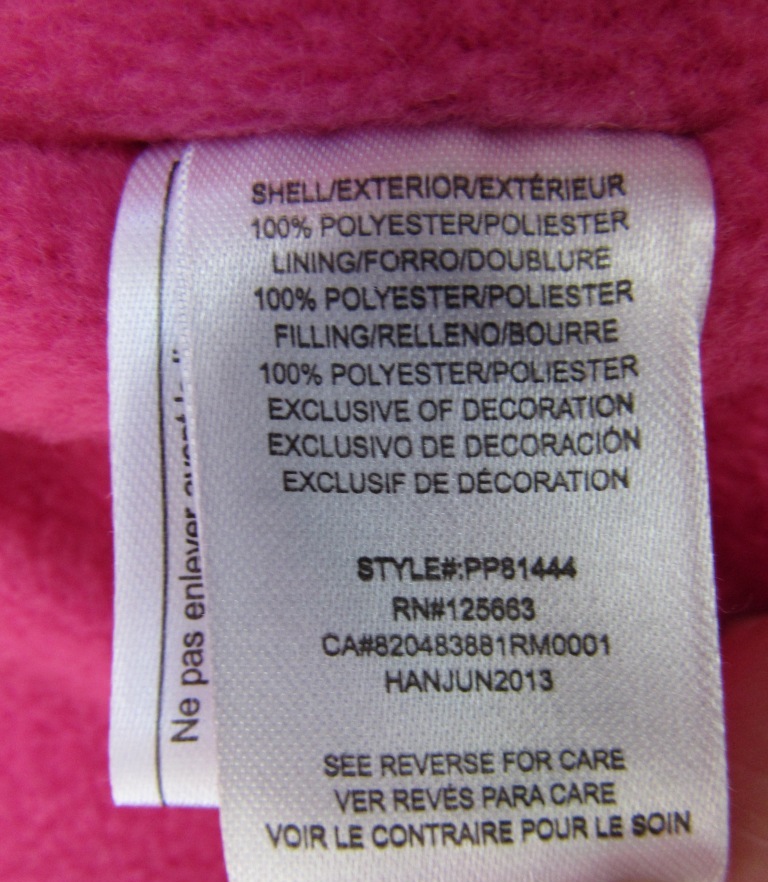 SHELL/EXTERIOR/EXTÉRIEUR
100% POLYESTER/POLIESTER
LINING/FORRO/DOUBLURE
100% POLYESTER/POLIESTER
FILLING/RELLENO/BOURRE
100% POLYESTER/POLIESTER
EXCLUSIVE OF DECORATION
EXCLUSIVO DE DECORACIÓN
EXCLUSIF DE DÉCORATION
STYLE#:PP81444
RN#125663
CA#820483881RM0001
HANJUN2013
SEE REVERSE FOR CARE
VER REVÉS PARA CARE
VOIR LE CONTRAIRE POUR LE SOIN
Ne pas enlever avant